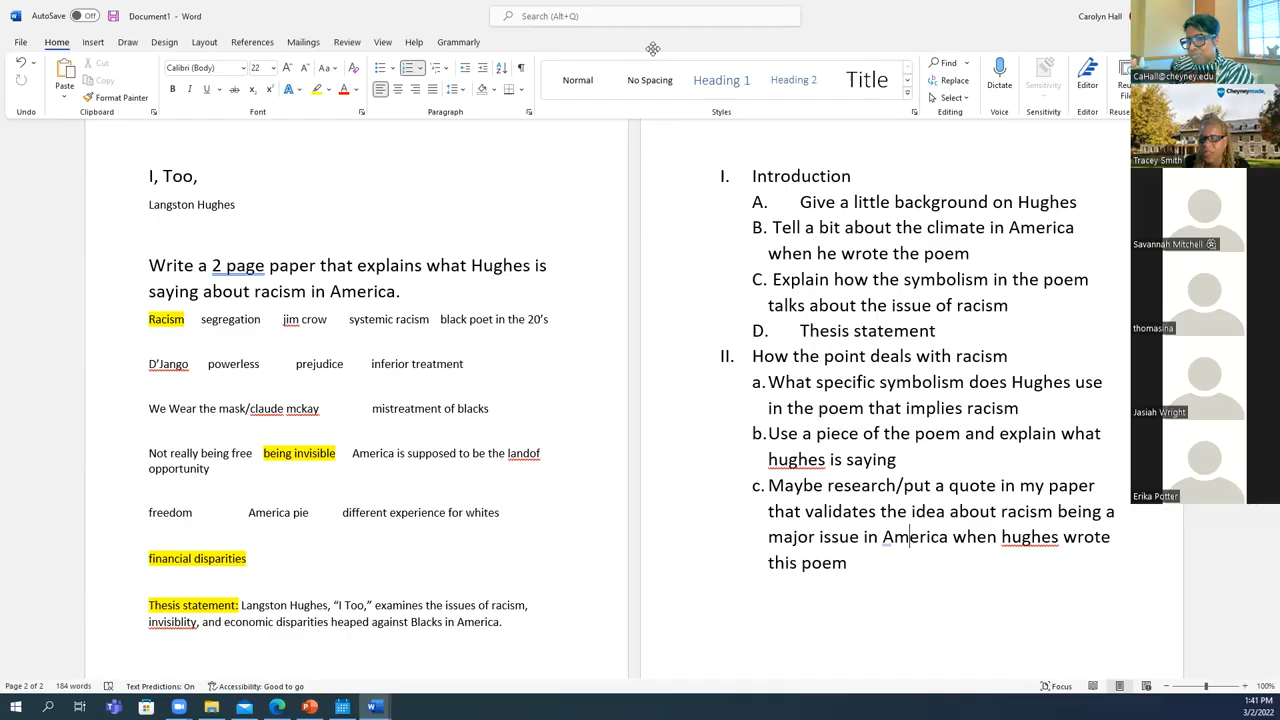 AutoSave Off Document1 - Word Search (Alt+Q) Carolyn Hall
File Home Insert Draw Design Layout References Mailings Review View Help Grammarly
Undo
Paste
Cut
Copy
Format Painter
Clipboard
Calibri (Body) 22
Font
Paragraph
Normal No Spacing Heading 1 Heading 2 Title
Styles
Find
Replace
Select
Editing
Dictate
Voice
Sensitivity
Sensitivity
Editor
Editor
Reu
Files
Reuse
I, Too,
Langston Hughes
Write a 2 page paper that explains what Hughes is
saying about racism in America.
Racism segregation jim crow systemic racism black poet in the 20's
D'Jango powerless prejudice inferior treatment
We Wear the mask/claude mckay mistreatment of blacks
Not really being free being invisible America is supposed to be the landof
opportunity
freedom America pie different experience for whites
financial disparities
Thesis statement: Langston Hughes, “I Too,” examines the issues of racism,
invisiblity, and economic disparities heaped against Blacks in America.
I. Introduction
A. Give a little background on Hughes
B. Tell a bit about the climate in America
when he wrote the poem
C. Explain how the symbolism in the poem
talks about the issue of racism
D. Thesis statement
II. How the point deals with racism
a. What specific symbolism does Hughes use
in the poem that implies racism
b. Use a piece of the poem and explain what
hughes is saying
c. Maybe research/put a quote in my paper
that validates the idea about racism being a
major issue in America when hughes wrote
this poem
CaHall@cheyney.edu
Cheyneymade.
Tracey Smith
Savannah Mitchell
thomasina
Jasiah Wright
Erika Potter
Page 2 of 2 184 words Text Predictions: On Accessibility: Good to go Focus 100%
1:41 PM
3/2/2022